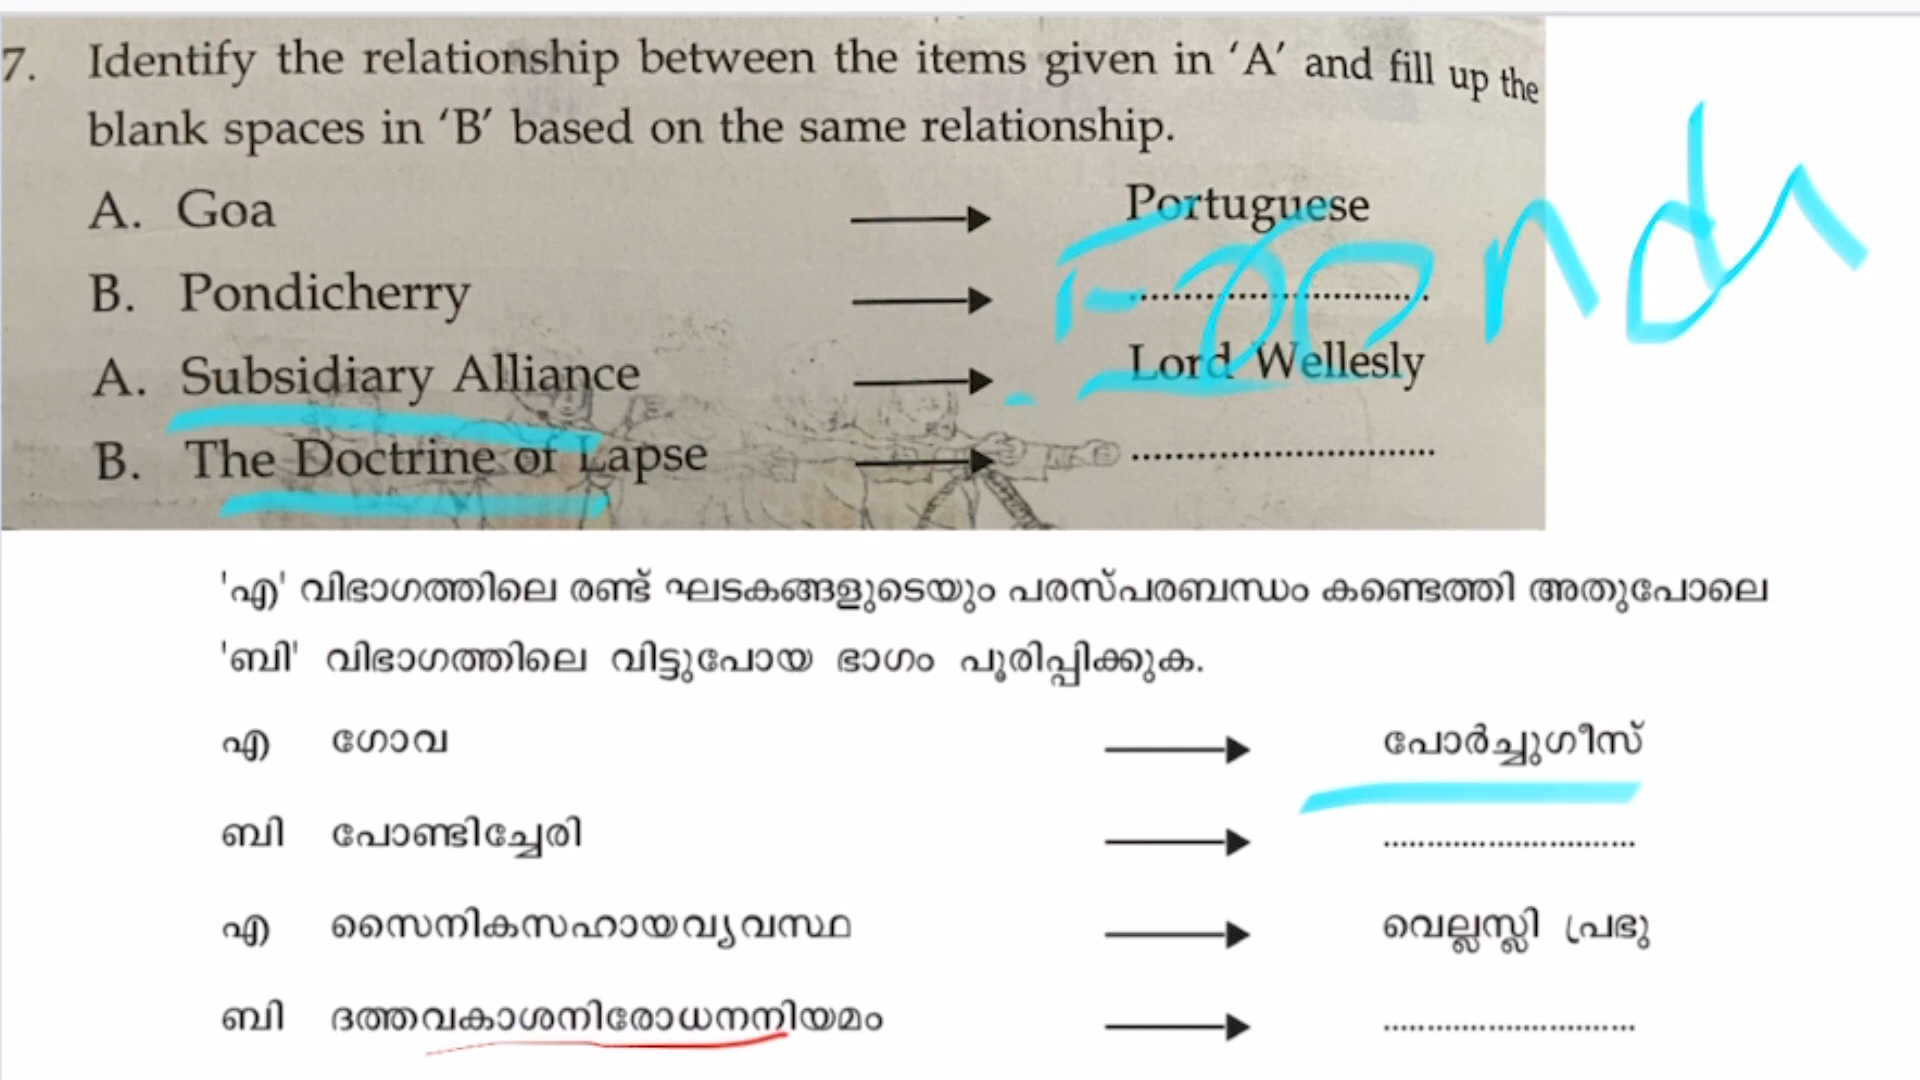 7. Identify the relationship between the items given in ‘A’ and fill up the
blank spaces in ‘B’ based on the same relationship.
A. Goa → Portuguese
B. Pondicherry → ..............................
A. Subsidiary Alliance → Lord Wellesly
B. The Doctrine of Lapse → ..............................
'എ' വിഭാഗത്തിലെ രണ്ട് ഘടകങ്ങളുടെയും പരസ്പരബന്ധം കണ്ടെത്തി അതുപോലെ
'ബി' വിഭാഗത്തിലെ വിട്ടുപോയ ഭാഗം പൂരിപ്പിക്കുക.
എ ഗോവ → പോർച്ചുഗീസ്
ബി പോണ്ടിച്ചേരി → ..............................
എ സൈനികസഹായവ്യവസ്ഥ → വെല്ലസ്ലി പ്രഭു
ബി ദത്തവകാശനിരോധനനിയമം → ..............................